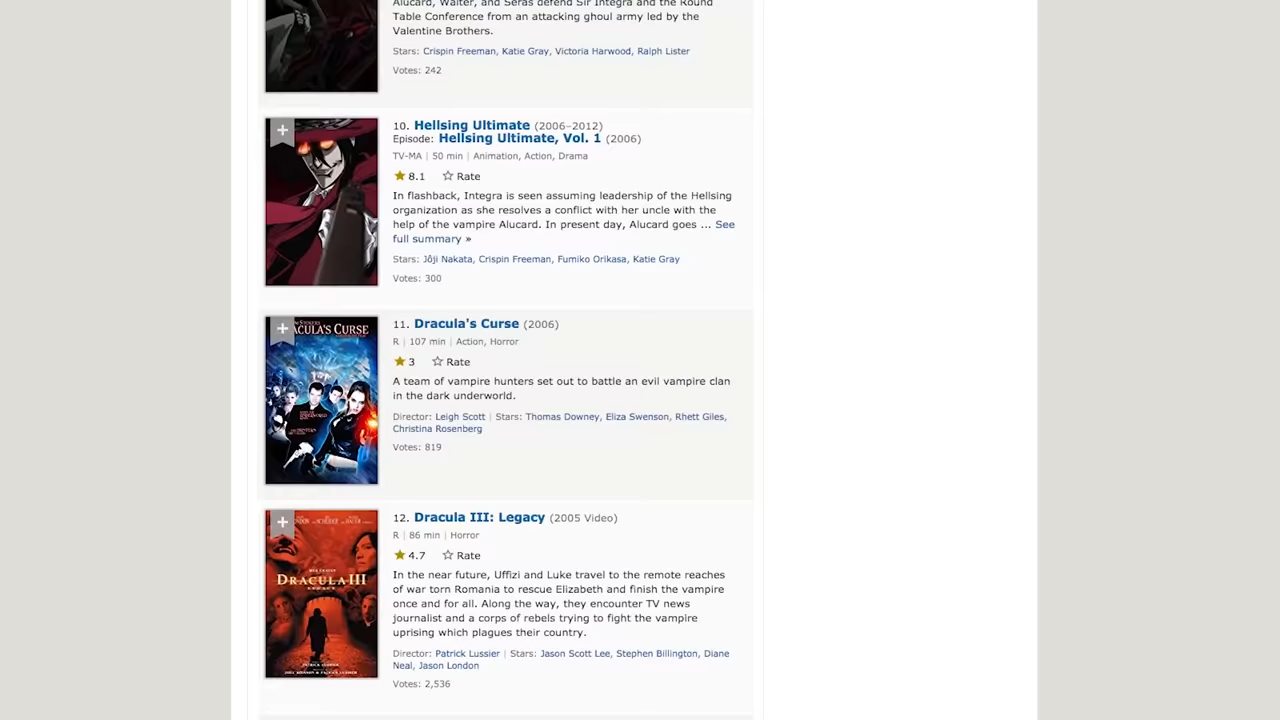 Alucard, Walter, and Seras defend Sir Integra and the Round
Table Conference from an attacking ghoul army led by the
Valentine Brothers.
Stars: Crispin Freeman, Katie Gray, Victoria Harwood, Ralph Lister
Votes: 242
10. Hellsing Ultimate (2006–2012)
Episode: Hellsing Ultimate, Vol. 1 (2006)
TV-MA | 50 min | Animation, Action, Drama
8.1 Rate
In flashback, Integra is seen assuming leadership of the Hellsing
organization as she resolves a conflict with her uncle with the
help of the vampire Alucard. In present day, Alucard goes ... See
full summary »
Stars: Jôji Nakata, Crispin Freeman, Fumiko Orikasa, Katie Gray
Votes: 300
ACULA'S CURSE
11. Dracula's Curse (2006)
R | 107 min | Action, Horror
3 Rate
A team of vampire hunters set out to battle an evil vampire clan
in the dark underworld.
Director: Leigh Scott | Stars: Thomas Downey, Eliza Swenson, Rhett Giles,
Christina Rosenberg
Votes: 819
DRACULA III
LEGACY
12. Dracula III: Legacy (2005 Video)
R | 86 min | Horror
4.7 Rate
In the near future, Uffizi and Luke travel to the remote reaches
of war torn Romania to rescue Elizabeth and finish the vampire
once and for all. Along the way, they encounter TV news
journalist and a corps of rebels trying to fight the vampire
uprising which plagues their country.
Director: Patrick Lussier | Stars: Jason Scott Lee, Stephen Billington, Diane
Neal, Jason London
Votes: 2,536